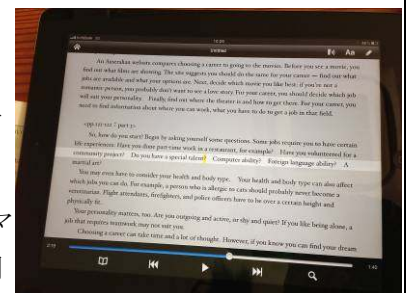 Untitled
Aa
An Australian website compares choosing a career to going to the movies. Before you see a movie, you
find out what films are showing. The site suggests you should do the same for your career — find out what
jobs are available and what your options are. Next, decide which movie you like best; if you're not a
romantic person, you probably don't want to see a love story. For your career, you should decide which job
will suit your personality. Finally, find out where the theater is and how to get there. For your career, you
need to find information about where you can work, what you have to do to get a job in that field.
So, how do you start? Begin by asking yourself some questions. Some jobs require you to have certain
life experiences. Have you done part-time work in a restaurant, for example? Have you volunteered for a
community project? Do you have a special talent? Computer ability? Foreign language ability? A
martial art?
You may even have to consider your health and body type. Your health and body type can also affect
which jobs you can do. For example, a person who is allergic to cats should probably never become a
veterinarian. Flight attendants, firefighters, and police officers have to be over a certain height and
physically fit.
Your personality matters, too. Are you outgoing and active, or shy and quiet? If you like being alone, a
job that requires teamwork may not suit you.
Choosing a career can take time and a lot of thought. However, if you know you can find your dream
マ